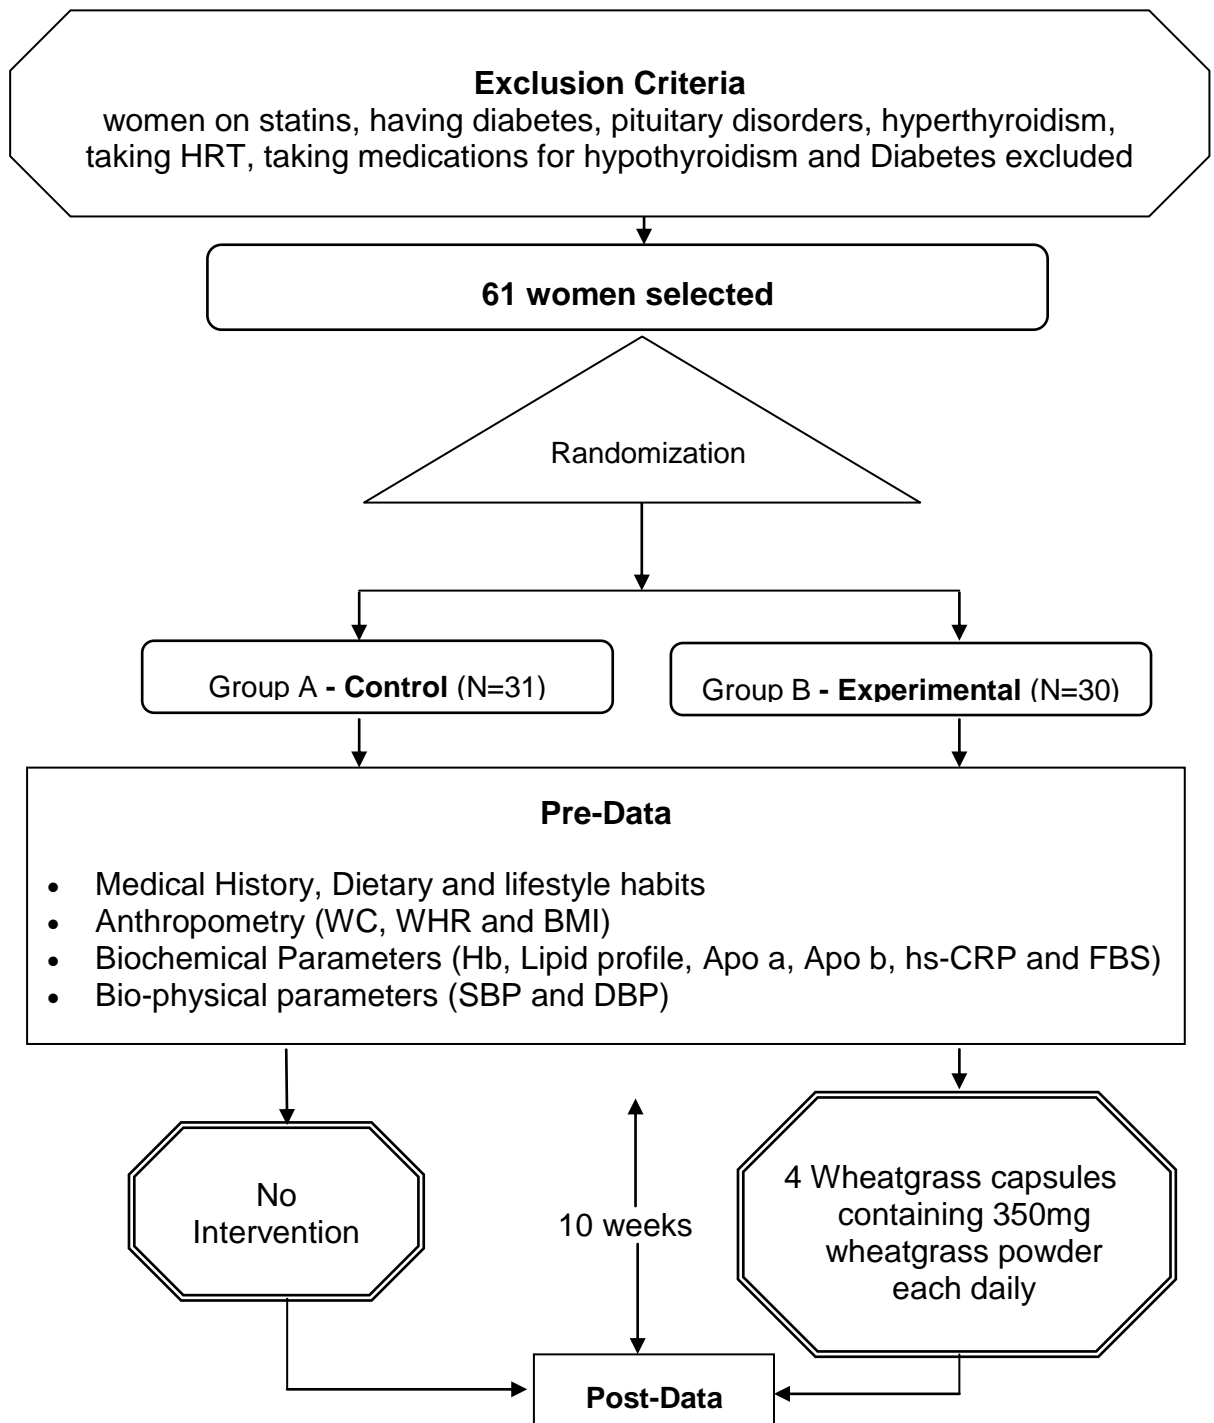 Exclusion Criteria
women on statins, having diabetes, pituitary disorders, hyperthyroidism,
taking HRT, taking medications for hypothyroidism and Diabetes excluded
61 women selected
Randomization
Group A - Control (N=31)
Group B - Experimental (N=30)
Pre-Data
• Medical History, Dietary and lifestyle habits
• Anthropometry (WC, WHR and BMI)
• Biochemical Parameters (Hb, Lipid profile, Apo a, Apo b, hs-CRP and FBS)
• Bio-physical parameters (SBP and DBP)
No
Intervention
10 weeks
4 Wheatgrass capsules
containing 350mg
wheatgrass powder
each daily
Post-Data